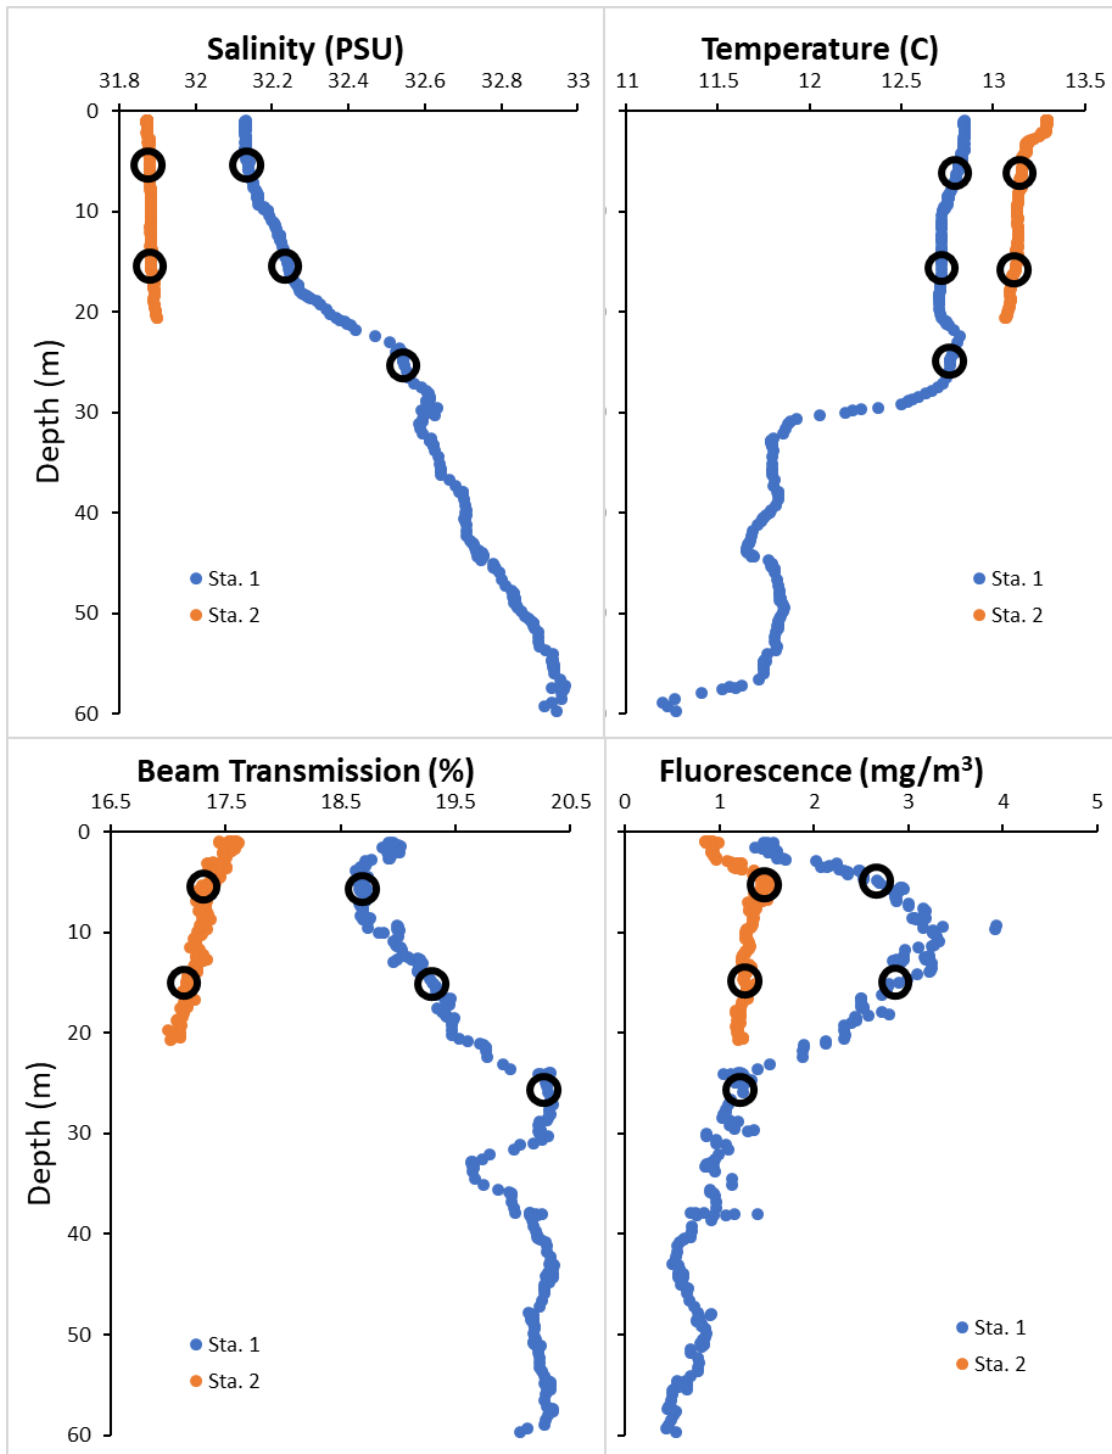 Salinity (PSU)
31.8 32 32.2 32.4 32.6 32.8 33
0
10
20
30
40
50
60
Depth (m)
Sta. 1
Sta. 2
Temperature (C)
11 11.5 12 12.5 13 13.5
Sta. 1
Sta. 2
Beam Transmission (%)
16.5 17.5 18.5 19.5 20.5
0
10
20
30
40
50
60
Depth (m)
Sta. 1
Sta. 2
Fluorescence (mg/m³)
0 1 2 3 4 5
Sta. 1
Sta. 2